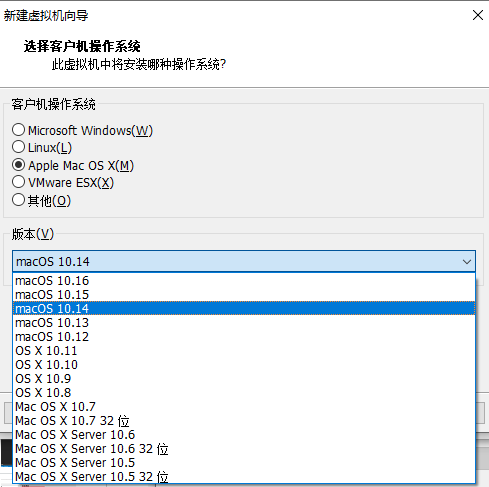 新建虚拟机向导
选择客户机操作系统
此虚拟机中将安装哪种操作系统?
客户机操作系统
Microsoft Windows(W)
Linux(L)
Apple Mac OS X(M)
VMware ESX(X)
其他(O)
版本(V)
macOS 10.14
macOS 10.16
macOS 10.15
macOS 10.14
macOS 10.13
macOS 10.12
OS X 10.11
OS X 10.10
OS X 10.9
OS X 10.8
Mac OS X 10.7
Mac OS X 10.7 32 位
Mac OS X Server 10.6
Mac OS X Server 10.6 32 位
Mac OS X Server 10.5
Mac OS X Server 10.5 32 位